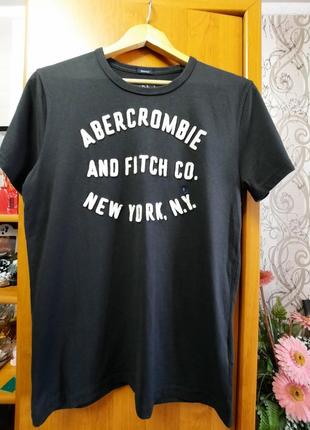 ABERCROMBIE
AND FITCH CO.
NEW YORK, N.Y.